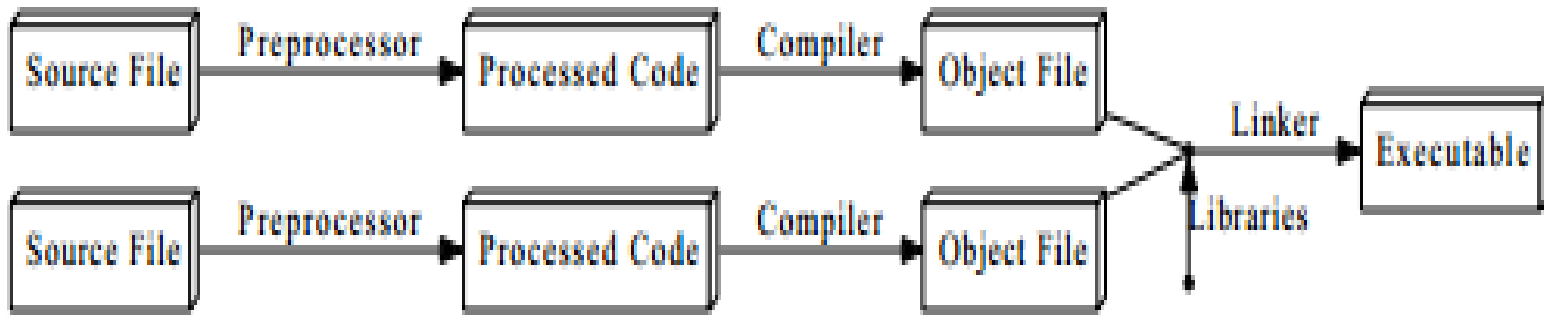 Preprocessor
Compiler
Source File
Processed Code
Object File
Linker
Executable
Preprocessor
Compiler
Libraries
Source File
Processed Code
Object File